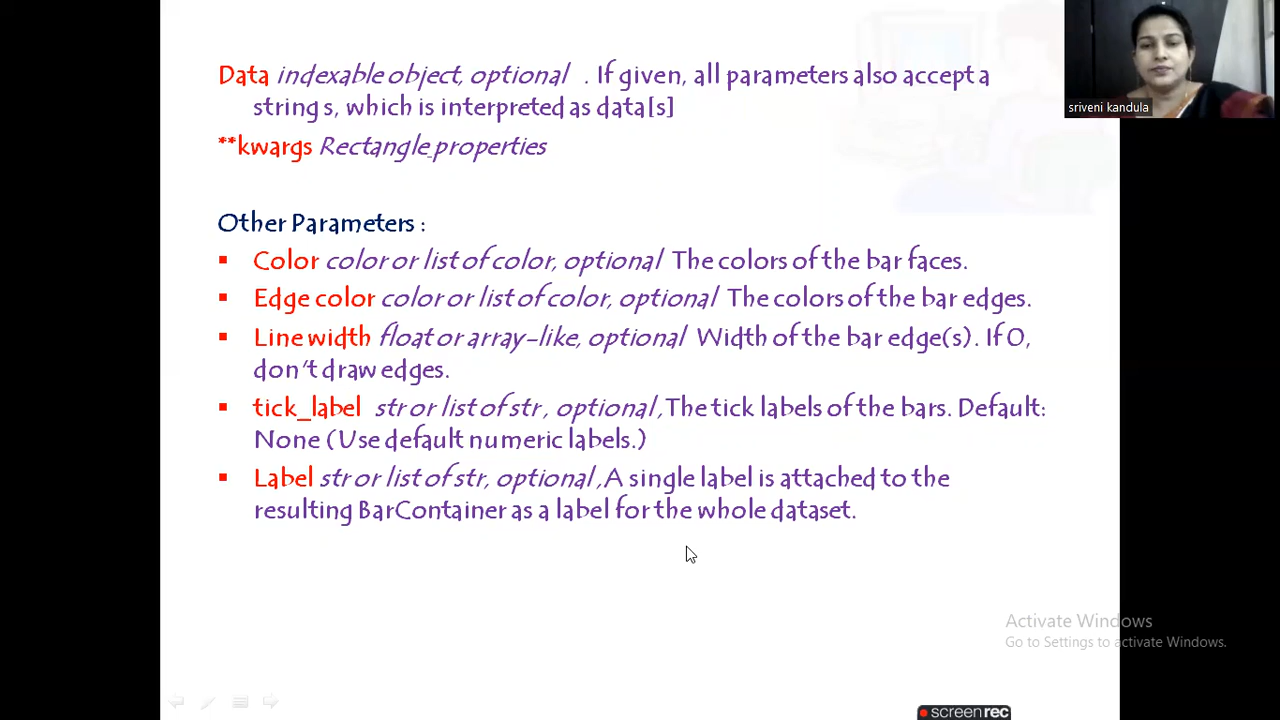 Data indexable object, optional . If given, all parameters also accept a
string s, which is interpreted as data[s]
**kwargs Rectangle properties
Other Parameters :
▪ Color color or list of color, optional The colors of the bar faces.
▪ Edge color color or list of color, optional The colors of the bar edges.
▪ Line width float or array-like, optional Width of the bar edge(s). If 0,
don't draw edges.
▪ tick_label str or list of str , optional ,The tick labels of the bars. Default:
None (Use default numeric labels.)
▪ Label str or list of str, optional ,A single label is attached to the
resulting BarContainer as a label for the whole dataset.
sriveni kandula
Activate Windows
Go to Settings to activate Windows.
screenrec